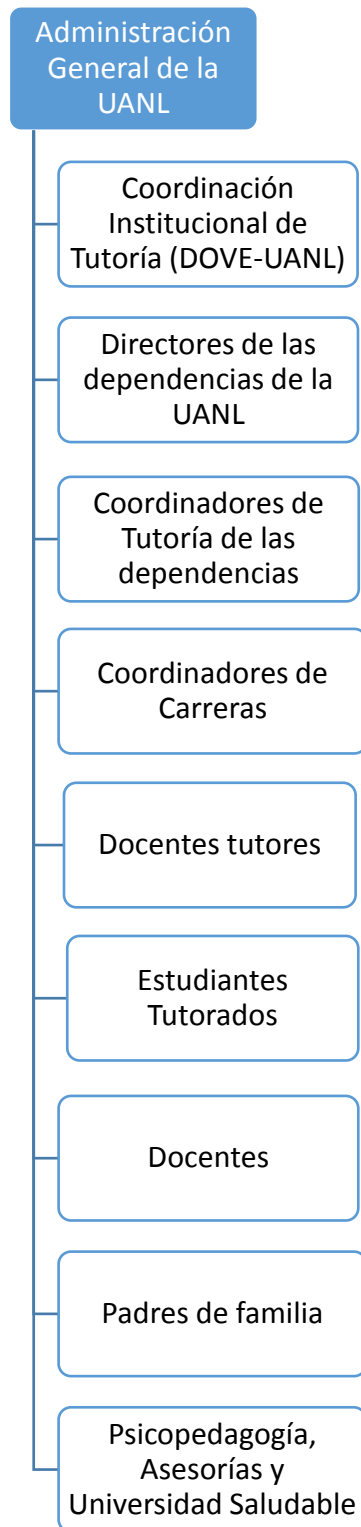 Administración
General de la
UANL
Coordinación
Institucional de
Tutoría (DOVE-UANL)
Directores de las
dependencias de la
UANL
Coordinadores de
Tutoría de las
dependencias
Coordinadores de
Carreras
Docentes tutores
Estudiantes
Tutorados
Docentes
Padres de familia
Psicopedagogía,
Asesorías y
Universidad Saludable